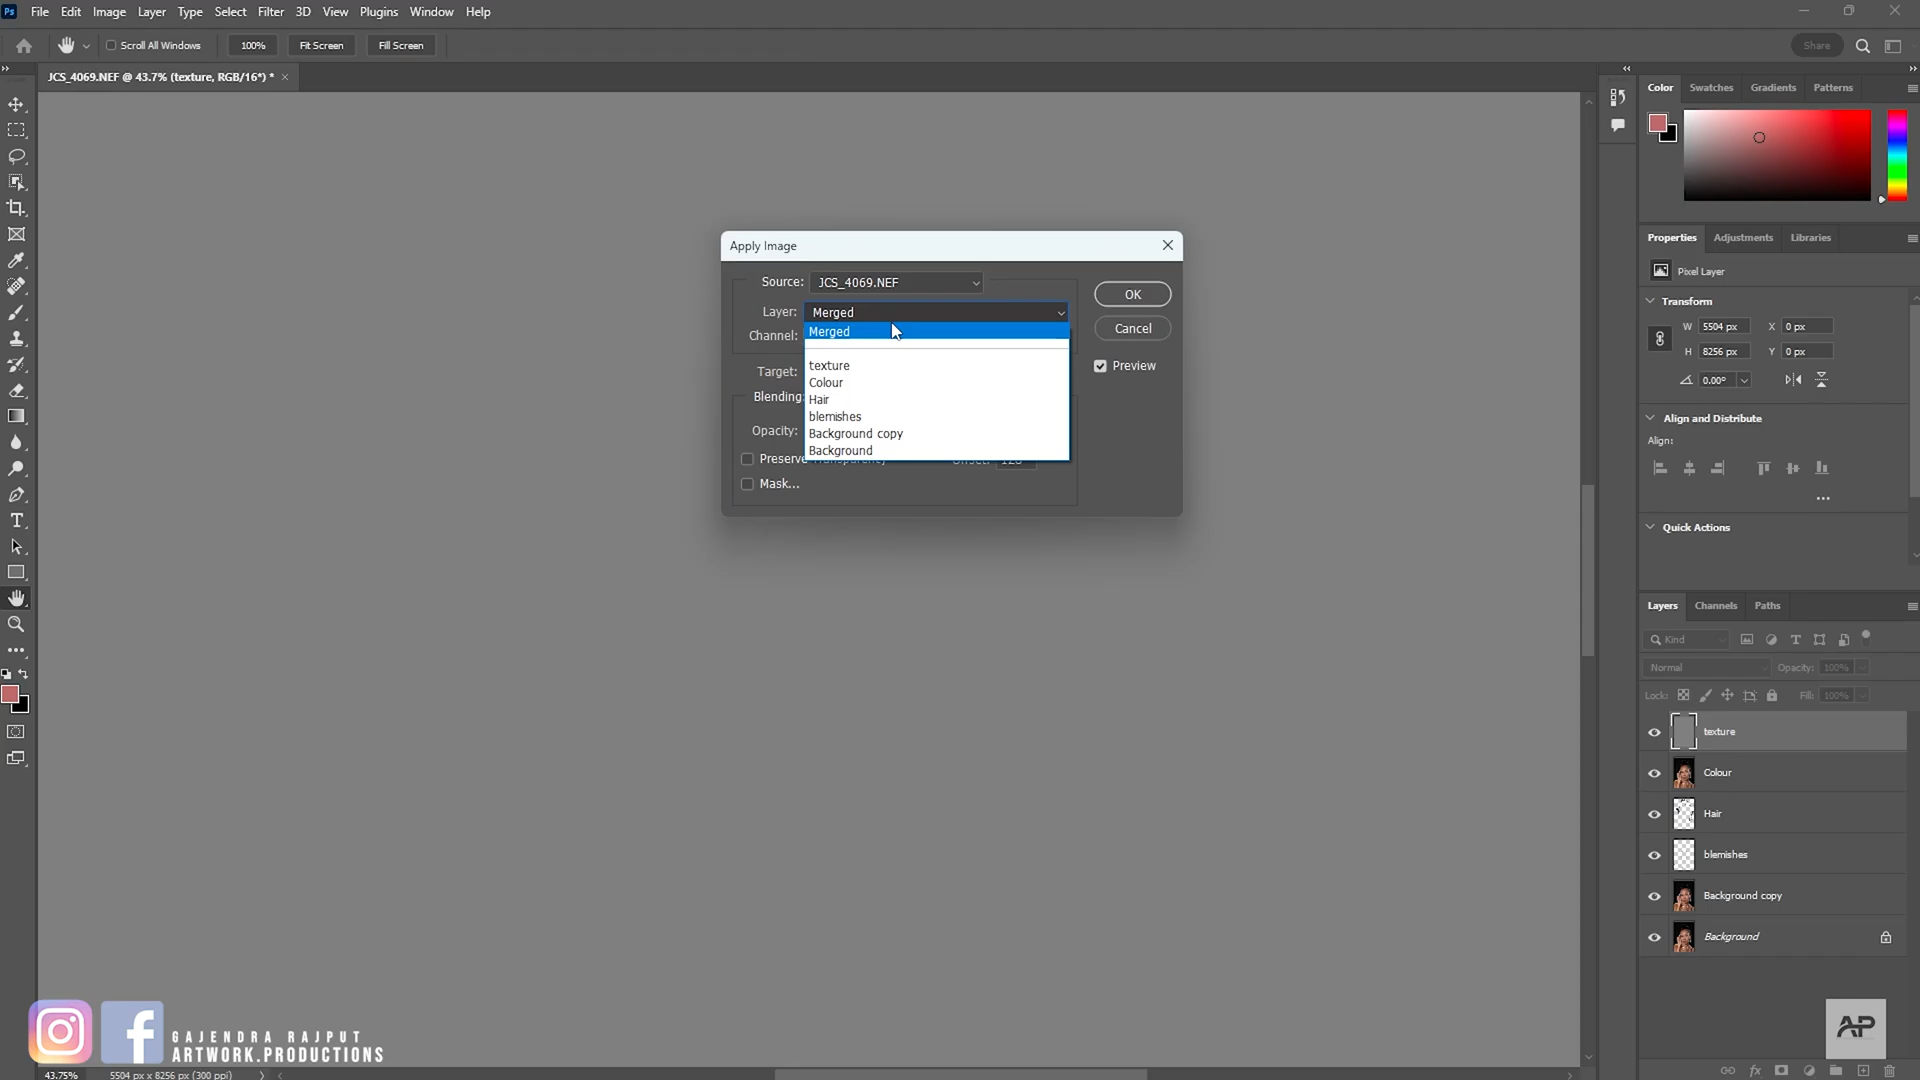 Ps File Edit Image Layer Type Select Filter 3D View Plugins Window Help
Scroll All Windows 100% Fit Screen Fill Screen Share
JCS_4069.NEF @ 43.7% (texture, RGB/16*) *
Color Swatches Gradients Patterns
Properties Adjustments Libraries
Pixel Layer
Transform
W 5504 px X 0 px
H 8256 px Y 0 px
0.00°
Align and Distribute
Align:
Quick Actions
Apply Image
Source: JCS_4069.NEF
Layer: Merged
Channel:
Merged
texture
Colour
Hair
blemishes
Background copy
Background
Target:
Blending:
Opacity:
Preserve Transparency Offset: 128
Mask...
OK
Cancel
Preview
Layers Channels Paths
Kind
Normal Opacity: 100%
Lock: Fill: 100%
texture
Colour
Hair
blemishes
Background copy
Background
GAJENDRA RAJPUT
ARTWORK.PRODUCTIONS
AP
43.75% 5504 px x 8256 px (300 ppi)